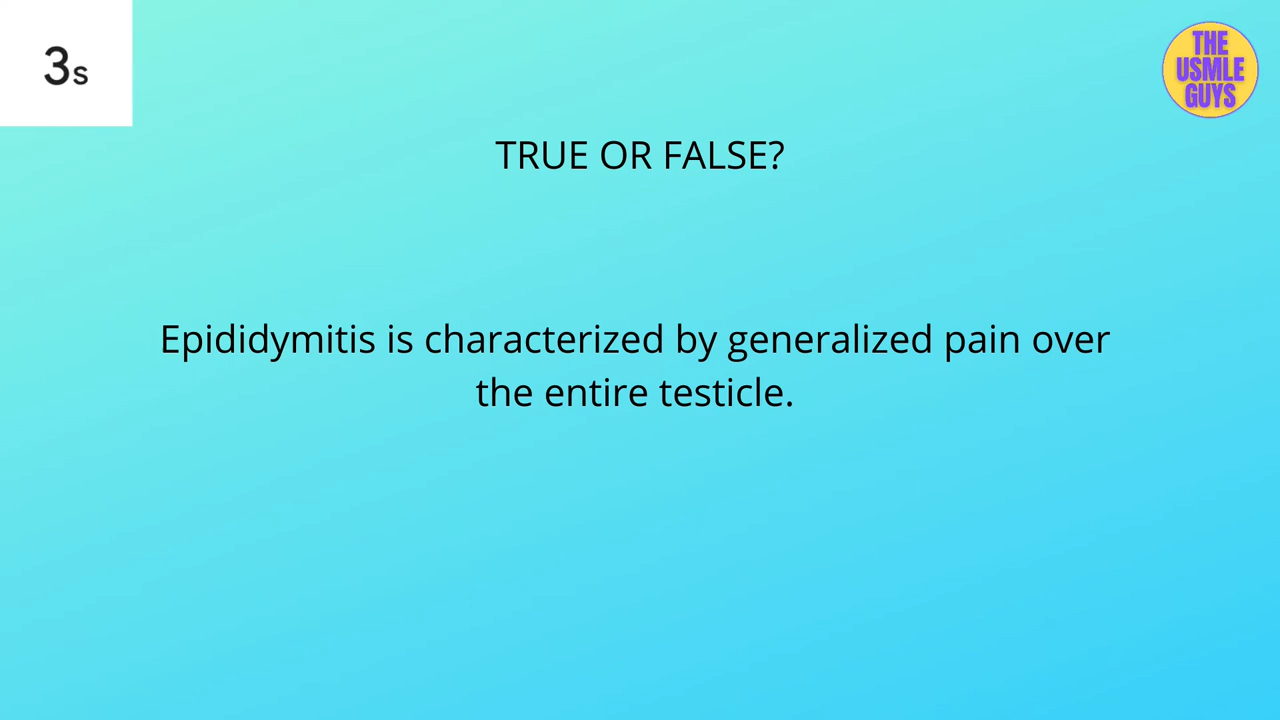 3s
THE
USMLE
GUYS
TRUE OR FALSE?
Epididymitis is characterized by generalized pain over
the entire testicle.